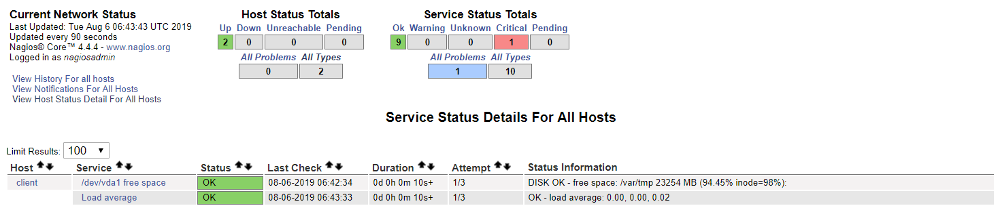 Current Network Status
Last Updated: Tue Aug 6 06:43:43 UTC 2019
Updated every 90 seconds
Nagios® Core™ 4.4.4 - www.nagios.org
Logged in as nagiosadmin
View History For all hosts
View Notifications For All Hosts
View Host Status Detail For All Hosts
Host Status Totals
Up Down Unreachable Pending
2 0 0 0
All Problems All Types
0 2
Service Status Totals
Ok Warning Unknown Critical Pending
9 0 0 1 0
All Problems All Types
1 10
Service Status Details For All Hosts
Limit Results: 100
Host Service Status Last Check Duration Attempt Status Information
client /dev/vda1 free space OK 08-06-2019 06:42:34 0d 0h 0m 10s+ 1/3 DISK OK - free space: /var/tmp 23254 MB (94.45% inode=98%):
Load average OK 08-06-2019 06:43:33 0d 0h 0m 10s+ 1/3 OK - load average: 0.00, 0.00, 0.02